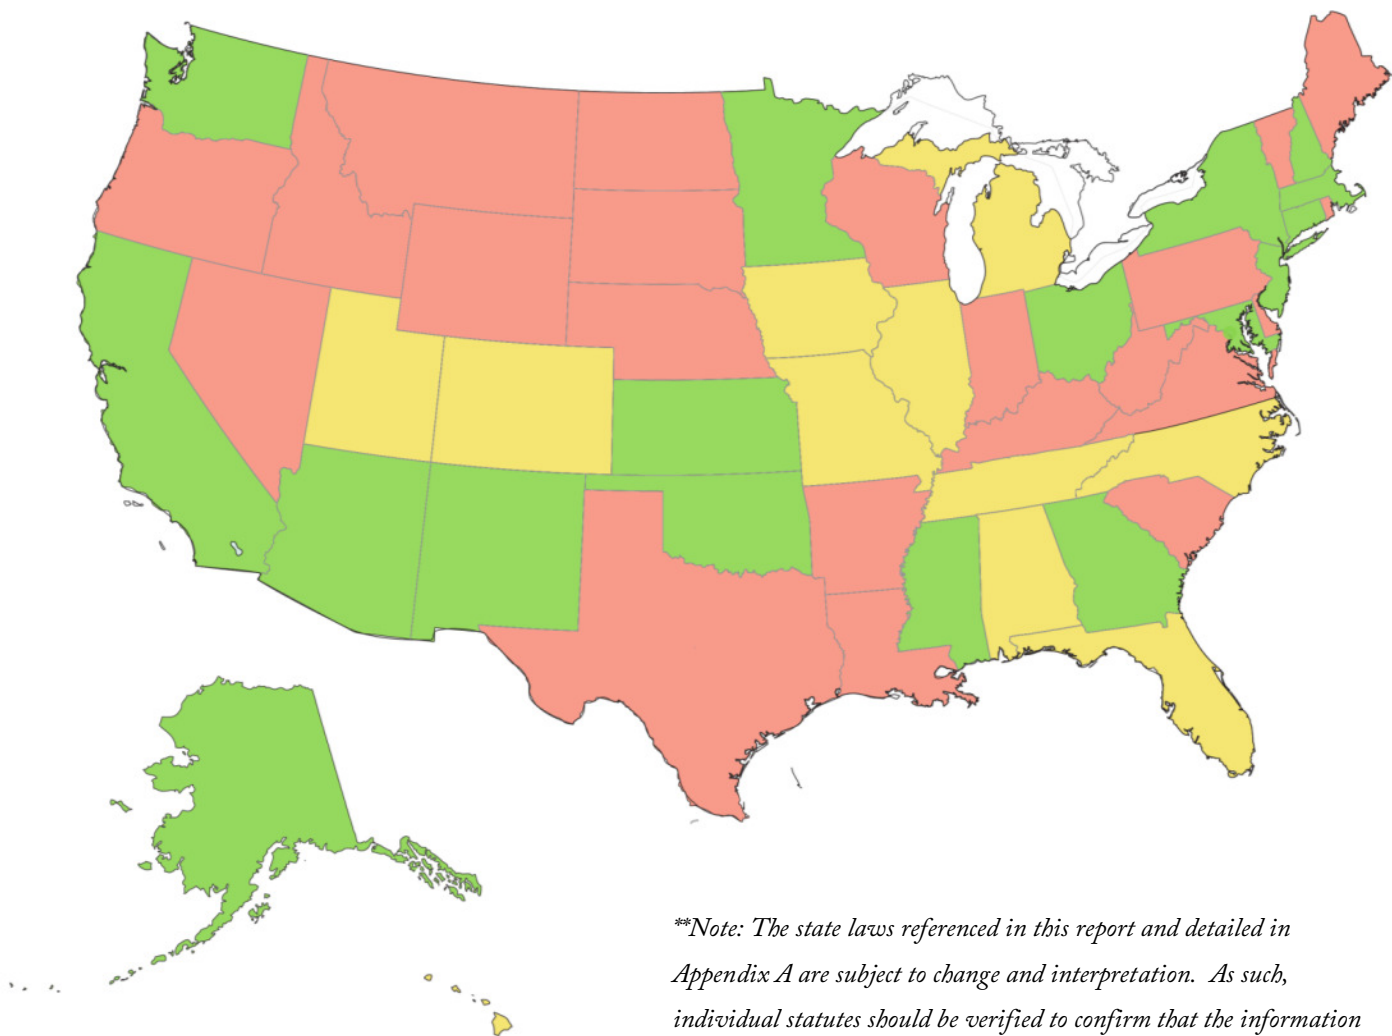 **Note: The state laws referenced in this report and detailed in
Appendix A are subject to change and interpretation. As such,
individual statutes should be verified to confirm that the information